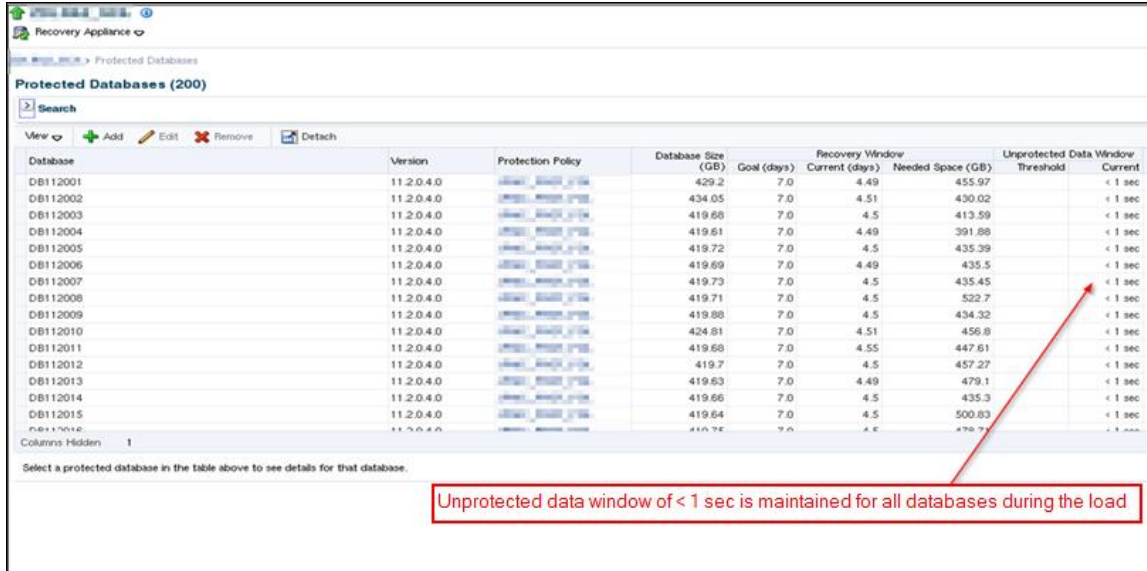 Recovery Appliance
> Protected Databases
Protected Databases (200)
Search
View Add Edit Remove Detach
Database Version Protection Policy Database Size (GB) Recovery Window Goal (days) Current (days) Needed Space (GB) Unprotected Data Window Threshold Current
DB112001 11.2.0.4.0 429.2 7.0 4.49 455.97 < 1 sec
DB112002 11.2.0.4.0 434.05 7.0 4.51 430.02 < 1 sec
DB112003 11.2.0.4.0 419.68 7.0 4.5 413.59 < 1 sec
DB112004 11.2.0.4.0 419.61 7.0 4.49 391.88 < 1 sec
DB112005 11.2.0.4.0 419.72 7.0 4.5 435.39 < 1 sec
DB112006 11.2.0.4.0 419.69 7.0 4.49 435.5 < 1 sec
DB112007 11.2.0.4.0 419.73 7.0 4.5 435.45 < 1 sec
DB112008 11.2.0.4.0 419.71 7.0 4.5 522.7 < 1 sec
DB112009 11.2.0.4.0 419.88 7.0 4.5 434.32 < 1 sec
DB112010 11.2.0.4.0 424.81 7.0 4.51 456.8 < 1 sec
DB112011 11.2.0.4.0 419.68 7.0 4.55 447.61 < 1 sec
DB112012 11.2.0.4.0 419.7 7.0 4.5 457.27 < 1 sec
DB112013 11.2.0.4.0 419.63 7.0 4.49 479.1 < 1 sec
DB112014 11.2.0.4.0 419.66 7.0 4.5 435.3 < 1 sec
DB112015 11.2.0.4.0 419.64 7.0 4.5 500.83 < 1 sec
Columns Hidden 1
Select a protected database in the table above to see details for that database.
Unprotected data window of < 1 sec is maintained for all databases during the load